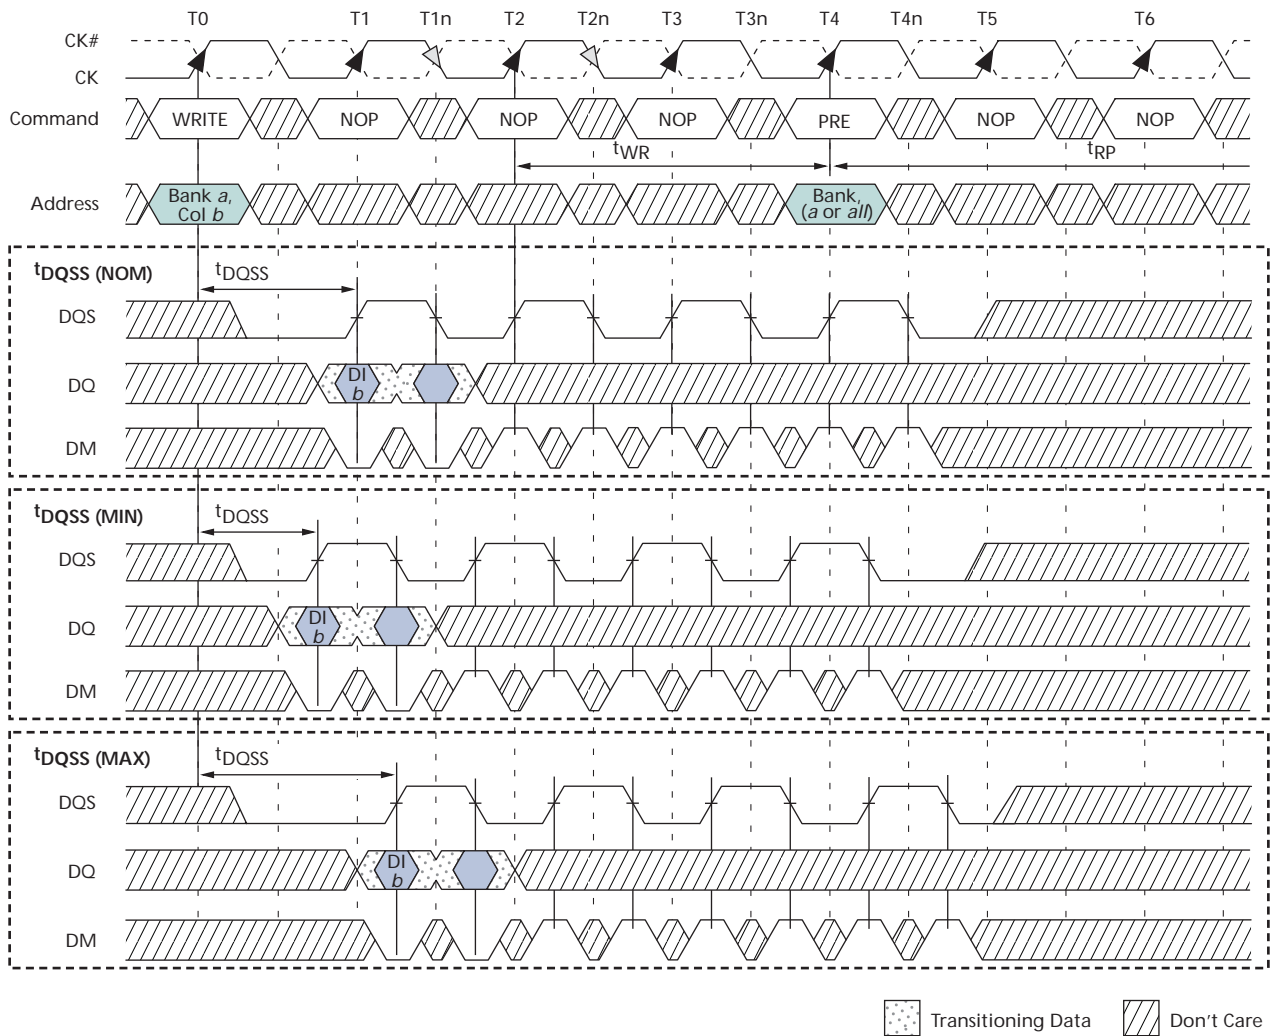 T0 T1 T1n T2 T2n T3 T3n T4 T4n T5 T6
CK#
CK
Command WRITE NOP NOP NOP PRE NOP NOP
tWR tRP
Address Bank a, Col b Bank, (a or all)
tDQSS (NOM) tDQSS
DQS
DQ DI b
DM
tDQSS (MIN) tDQSS
DQS
DQ DI b
DM
tDQSS (MAX) tDQSS
DQS
DQ DI b
DM
Transitioning Data Don't Care